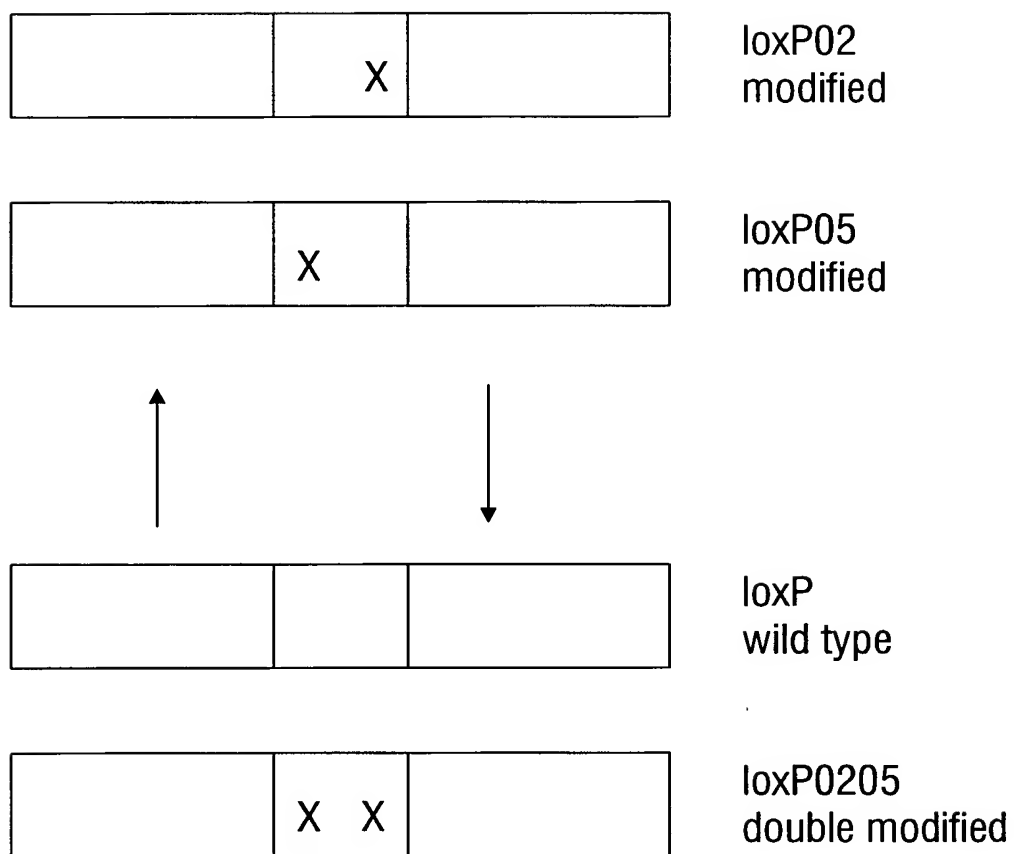 X
loxP02
modified
X
loxP05
modified
loxP
wild type
X X
loxP0205
double modified